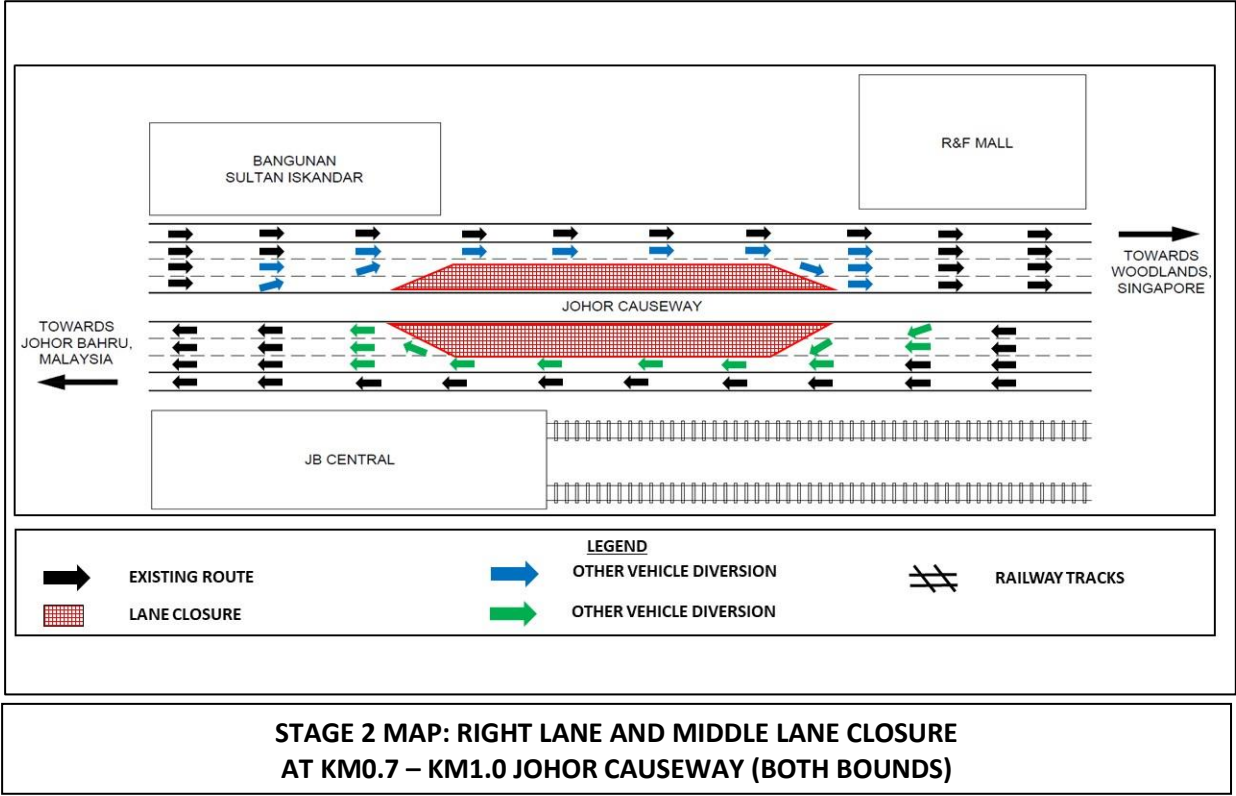 BANGUNAN
SULTAN ISKANDAR
R&F MALL
TOWARDS
WOODLANDS,
SINGAPORE
JOHOR CAUSEWAY
TOWARDS
JOHOR BAHRU,
MALAYSIA
JB CENTRAL
LEGEND
EXISTING ROUTE
OTHER VEHICLE DIVERSION
RAILWAY TRACKS
LANE CLOSURE
OTHER VEHICLE DIVERSION
STAGE 2 MAP: RIGHT LANE AND MIDDLE LANE CLOSURE
AT KM0.7 – KM1.0 JOHOR CAUSEWAY (BOTH BOUNDS)